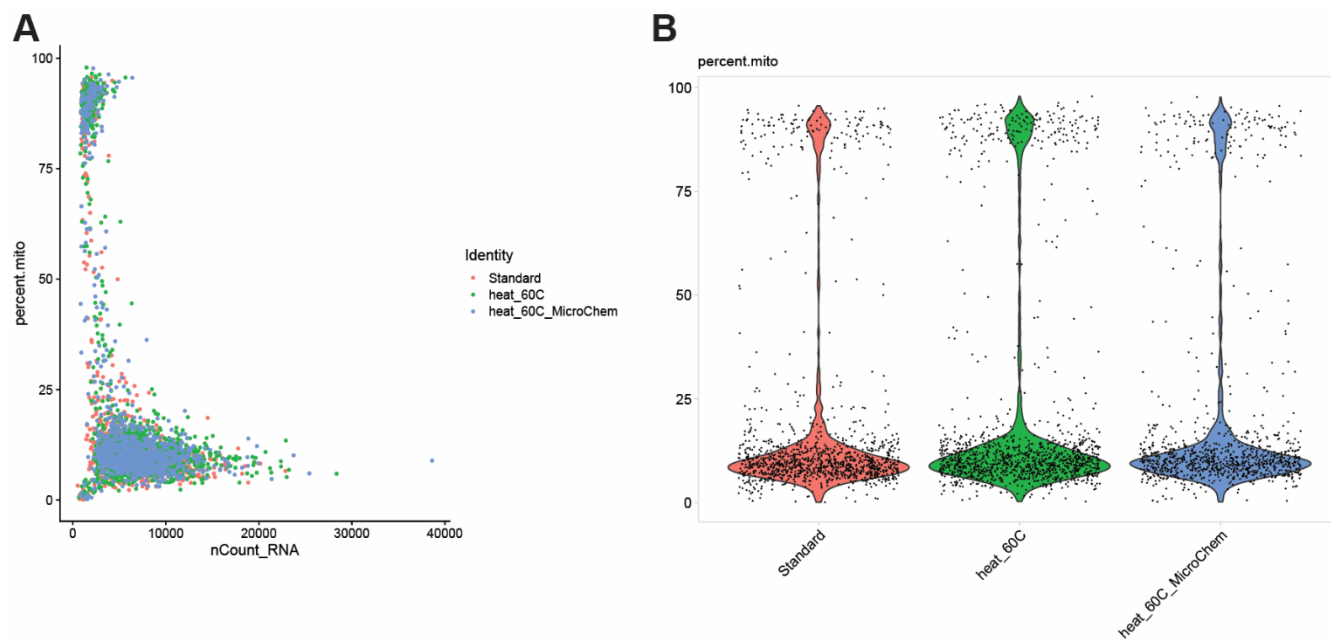 A
100
75
50
25
0
percent.mito
0
10000
20000
30000
40000
nCount_RNA
Identity
Standard
heat_60C
heat_60C_MicroChem
B
percent.mito
100
75
50
25
0
Standard
heat_60C
heat_60C_MicroChem